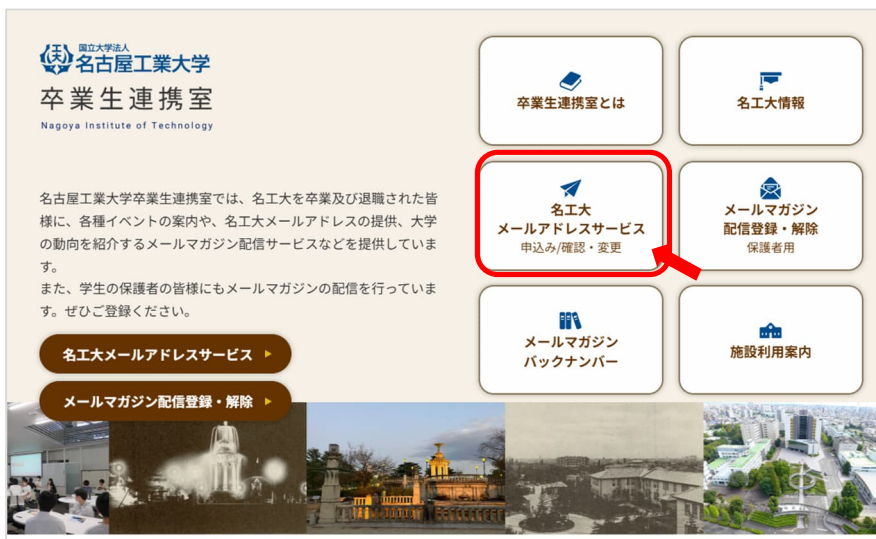 国立大学法人
名古屋工業大学
卒業生連携室
Nagoya Institute of Technology
名古屋工業大学卒業生連携室では、名工大を卒業及び退職された皆
様に、各種イベントの案内や、名工大メールアドレスの提供、大学
の動向を紹介するメールマガジン配信サービスなどを提供していま
す。
また、学生の保護者の皆様にもメールマガジンの配信を行っていま
す。ぜひご登録ください。
名工大メールアドレスサービス
メールマガジン配信登録・解除
卒業生連携室とは
名工大情報
名工大
メールアドレスサービス
申込み/確認・変更
メールマガジン
配信登録・解除
保護者用
メールマガジン
バックナンバー
施設利用案内